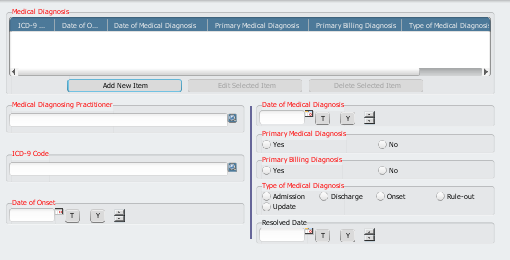 Medical Diagnosis
ICD-9 ... Date of O... Date of Medical Diagnosis Primary Medical Diagnosis Primary Billing Diagnosis Type of Medical Diagnosis
Add New Item Edit Selected Item Delete Selected Item
Medical Diagnosing Practitioner
ICD-9 Code
Date of Onset
T Y
Date of Medical Diagnosis
T Y
Primary Medical Diagnosis
Yes No
Primary Billing Diagnosis
Yes No
Type of Medical Diagnosis
Admission Discharge Onset Rule-out
Update
Resolved Date
T Y